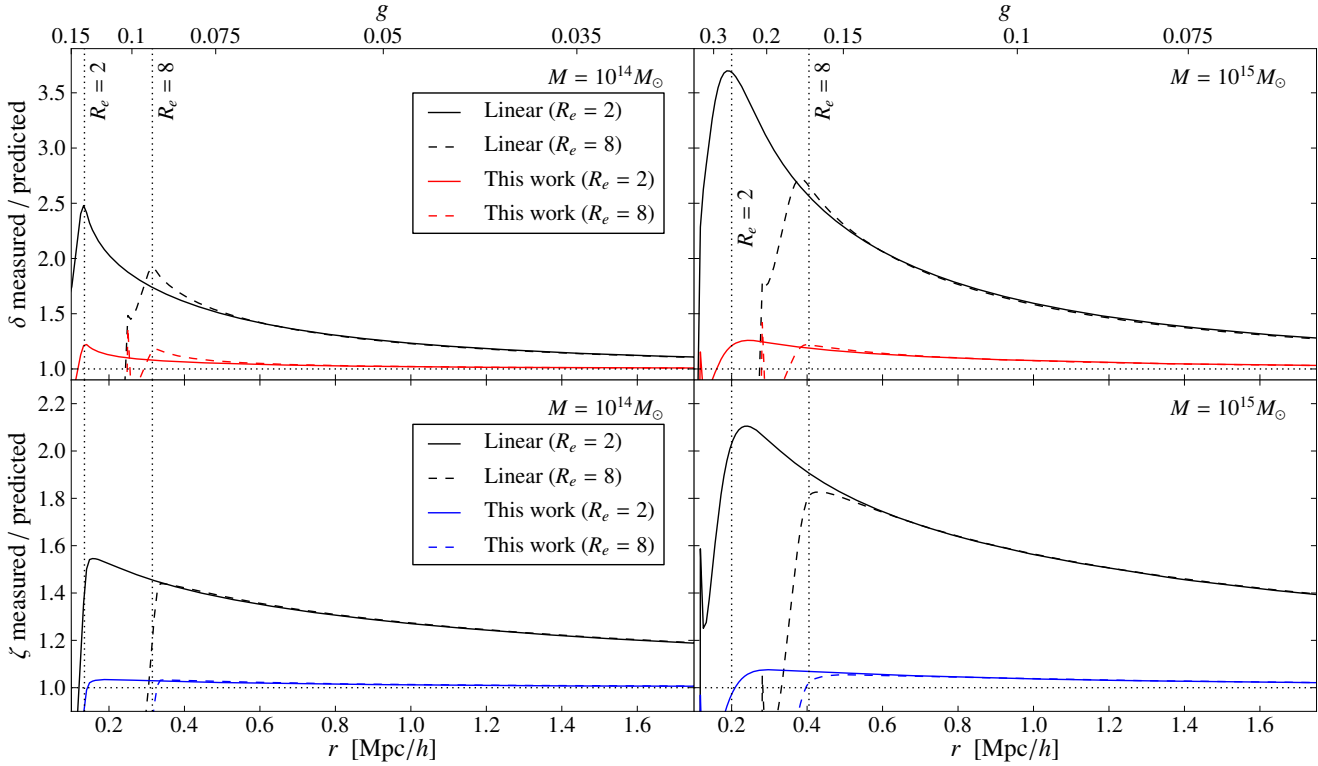 g
g
0.15
0.1
0.075
0.05
0.035
0.3
0.2
0.15
0.1
0.075
δ measured / predicted
3.5
3.0
2.5
2.0
1.5
1.0
R_e = 2
R_e = 8
M = 10^14 M_⊙
Linear (R_e = 2)
Linear (R_e = 8)
This work (R_e = 2)
This work (R_e = 8)
R_e = 2
R_e = 8
M = 10^15 M_⊙
ζ measured / predicted
2.2
2.0
1.8
1.6
1.4
1.2
1.0
M = 10^14 M_⊙
Linear (R_e = 2)
Linear (R_e = 8)
This work (R_e = 2)
This work (R_e = 8)
M = 10^15 M_⊙
0.2
0.4
0.6
0.8
1.0
1.2
1.4
1.6
0.2
0.4
0.6
0.8
1.0
1.2
1.4
1.6
r [Mpc/h]
r [Mpc/h]